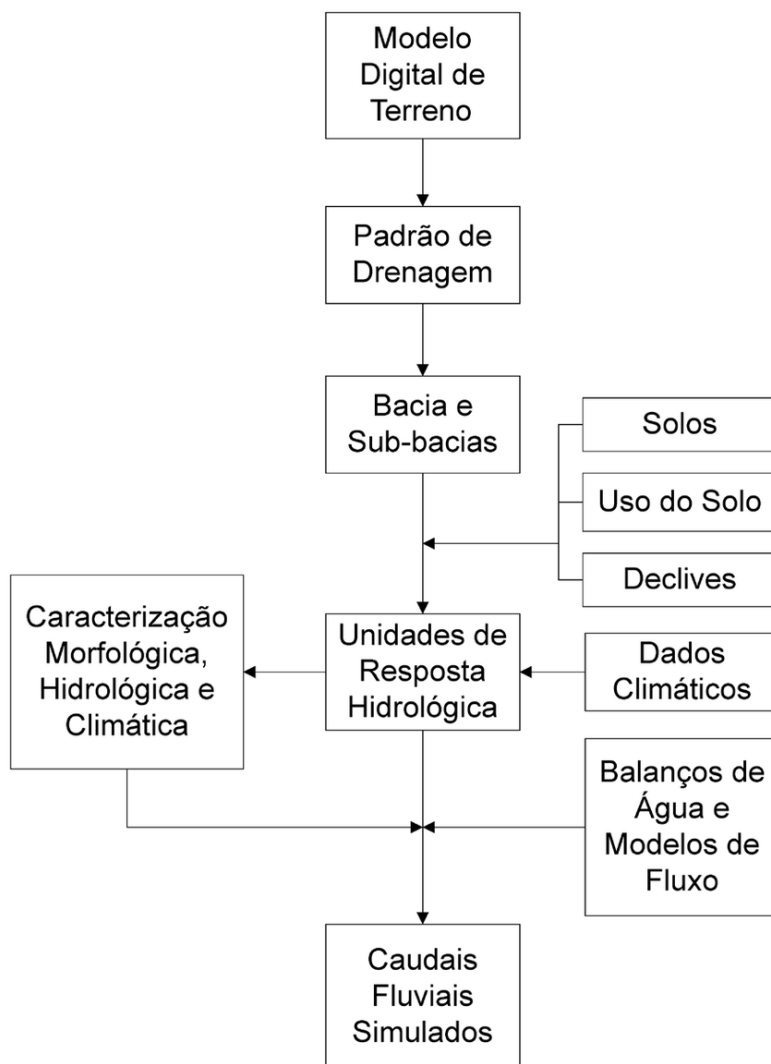 Modelo
Digital de
Terreno
Padrão de
Drenagem
Bacia e
Sub-bacias
Solos
Uso do Solo
Declives
Caracterização
Morfológica,
Hidrológica e
Climática
Unidades de
Resposta
Hidrológica
Dados
Climáticos
Balanços de
Água e
Modelos de
Fluxo
Caudais
Fluviais
Simulados